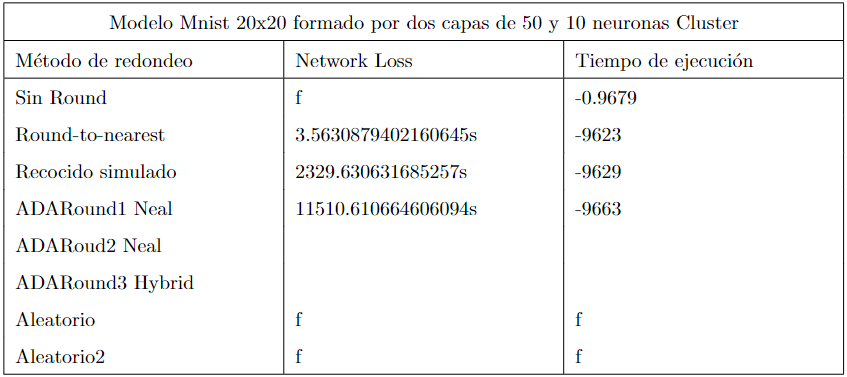 Modelo Mnist 20x20 formado por dos capas de 50 y 10 neuronas Cluster
Método de redondeo Network Loss Tiempo de ejecución
Sin Round f -0.9679
Round-to-nearest 3.5630879402160645s -9623
Recocido simulado 2329.630631685257s -9629
ADARound1 Neal 11510.610664606094s -9663
ADARoud2 Neal
ADARound3 Hybrid
Aleatorio f f
Aleatorio2 f f